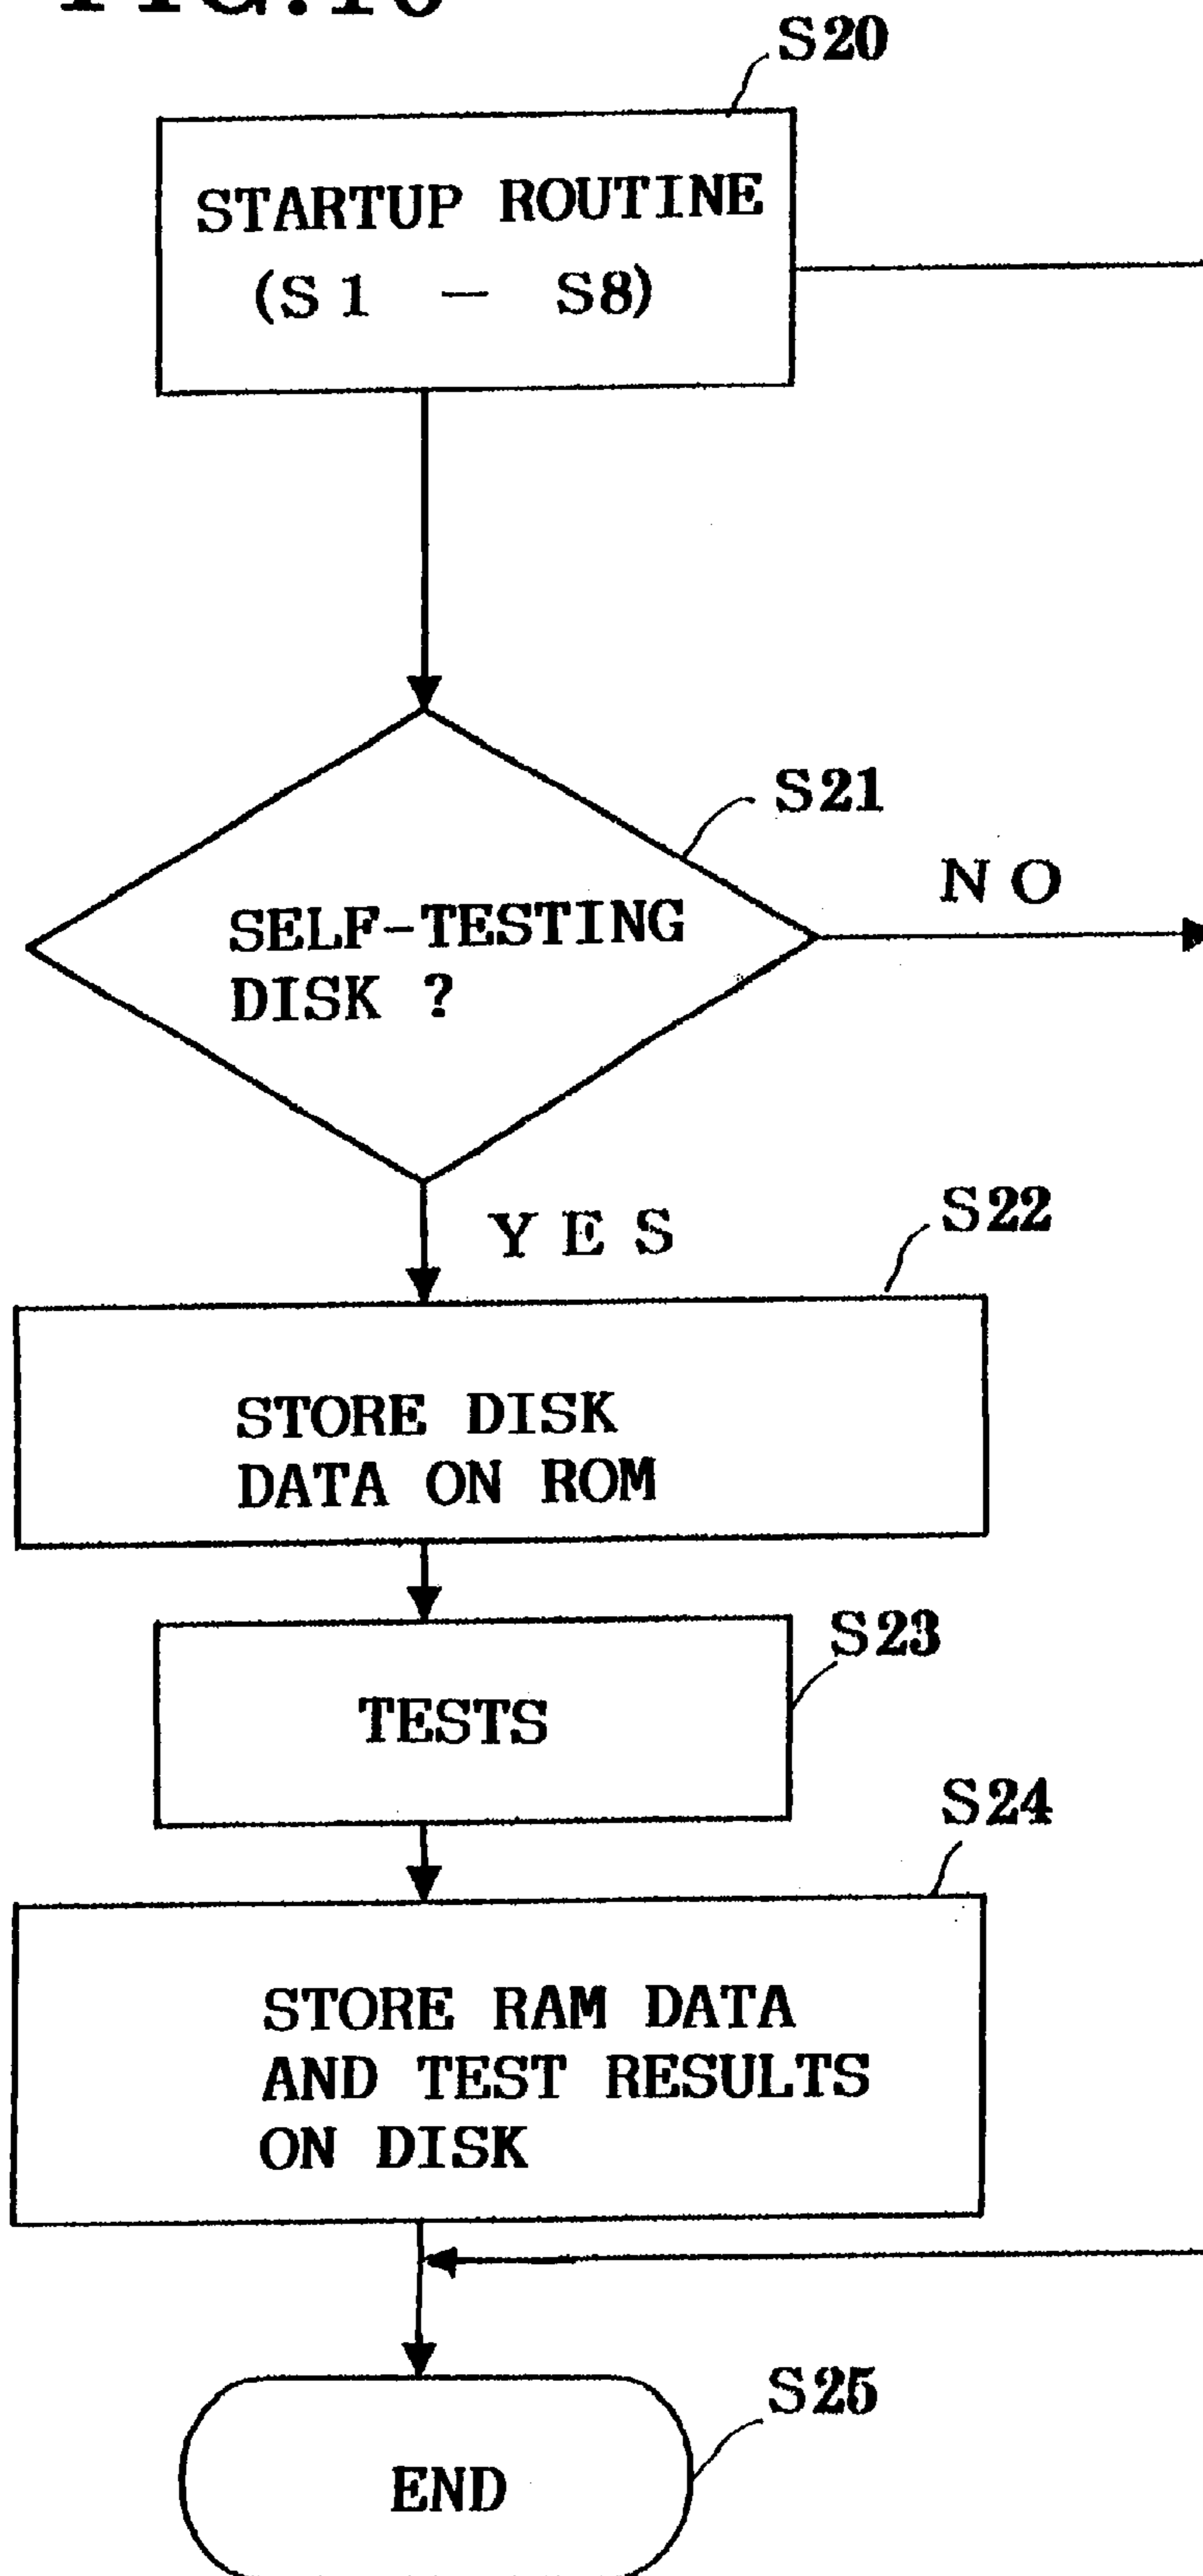 S20
STARTUP ROUTINE
(S1 - S8)
S21
SELF-TESTING
DISK ?
NO
YES
S22
STORE DISK
DATA ON ROM
S23
TESTS
S24
STORE RAM DATA
AND TEST RESULTS
ON DISK
S25
END